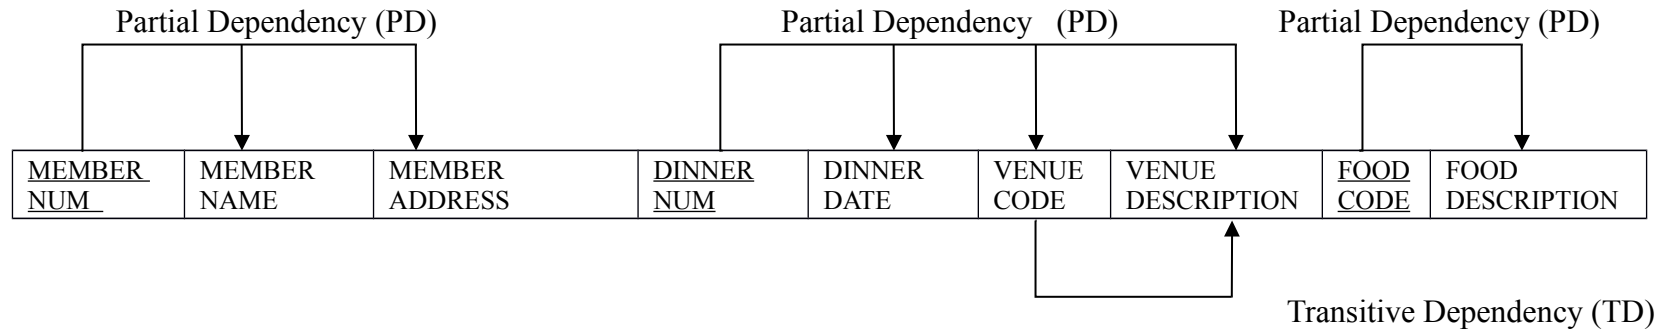 Partial Dependency (PD) Partial Dependency (PD) Partial Dependency (PD)
MEMBER MEMBER MEMBER DINNER DINNER VENUE VENUE FOOD FOOD
NUM NAME ADDRESS NUM DATE CODE DESCRIPTION CODE DESCRIPTION
Transitive Dependency (TD)